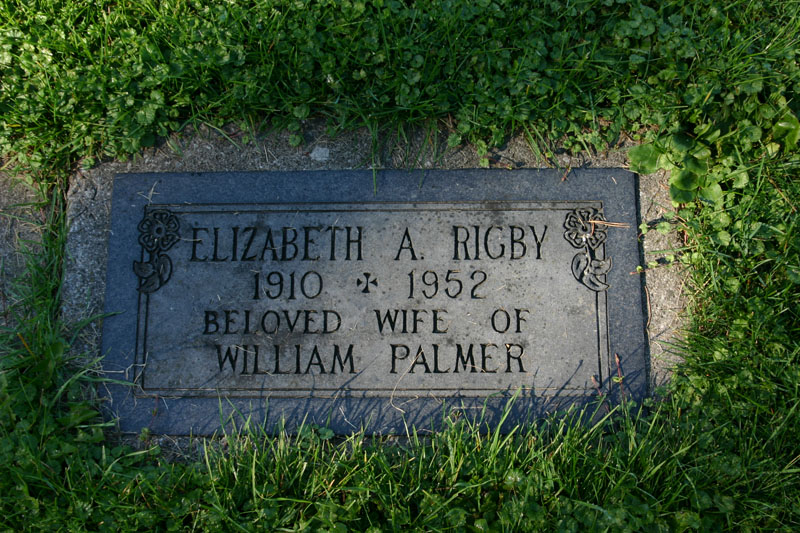 ELIZABETH A. RIGBY
1910 ✠ 1952
BELOVED WIFE OF
WILLIAM PALMER